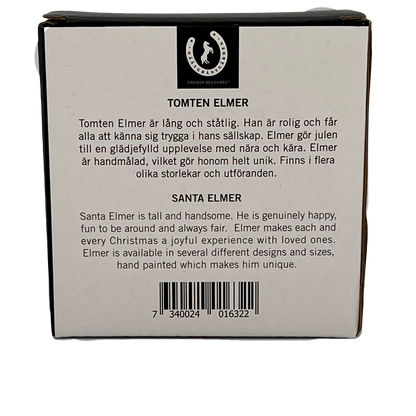 SWEDISH DESIGNERS
TOMTEN ELMER
Tomten Elmer är lång och ståtlig. Han är rolig och får
alla att känna sig trygga i hans sällskap. Elmer gör julen
till en glädjefylld upplevelse med nära och kära. Elmer
är handmålad, vilket gör honom helt unik. Finns i flera
olika storlekar och utföranden.
SANTA ELMER
Santa Elmer is tall and handsome. He is genuinely happy,
fun to be around and always fair. Elmer makes each and
every Christmas a joyful experience with loved ones.
Elmer is available in several different designs and sizes,
hand painted which makes him unique.
7 340024 016322